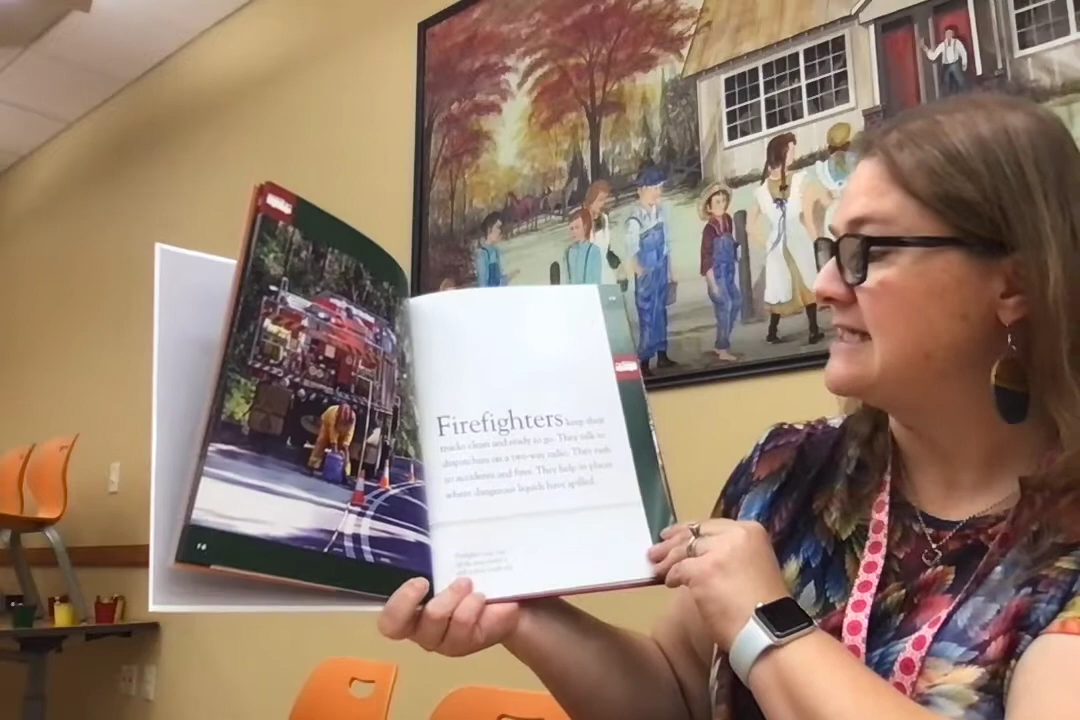 Firefighters keep their
trucks clean and ready to go. They talk to
dispatchers on a two-way radio. They rush
to accidents and fires. They help in places
where dangerous liquids have spilled.